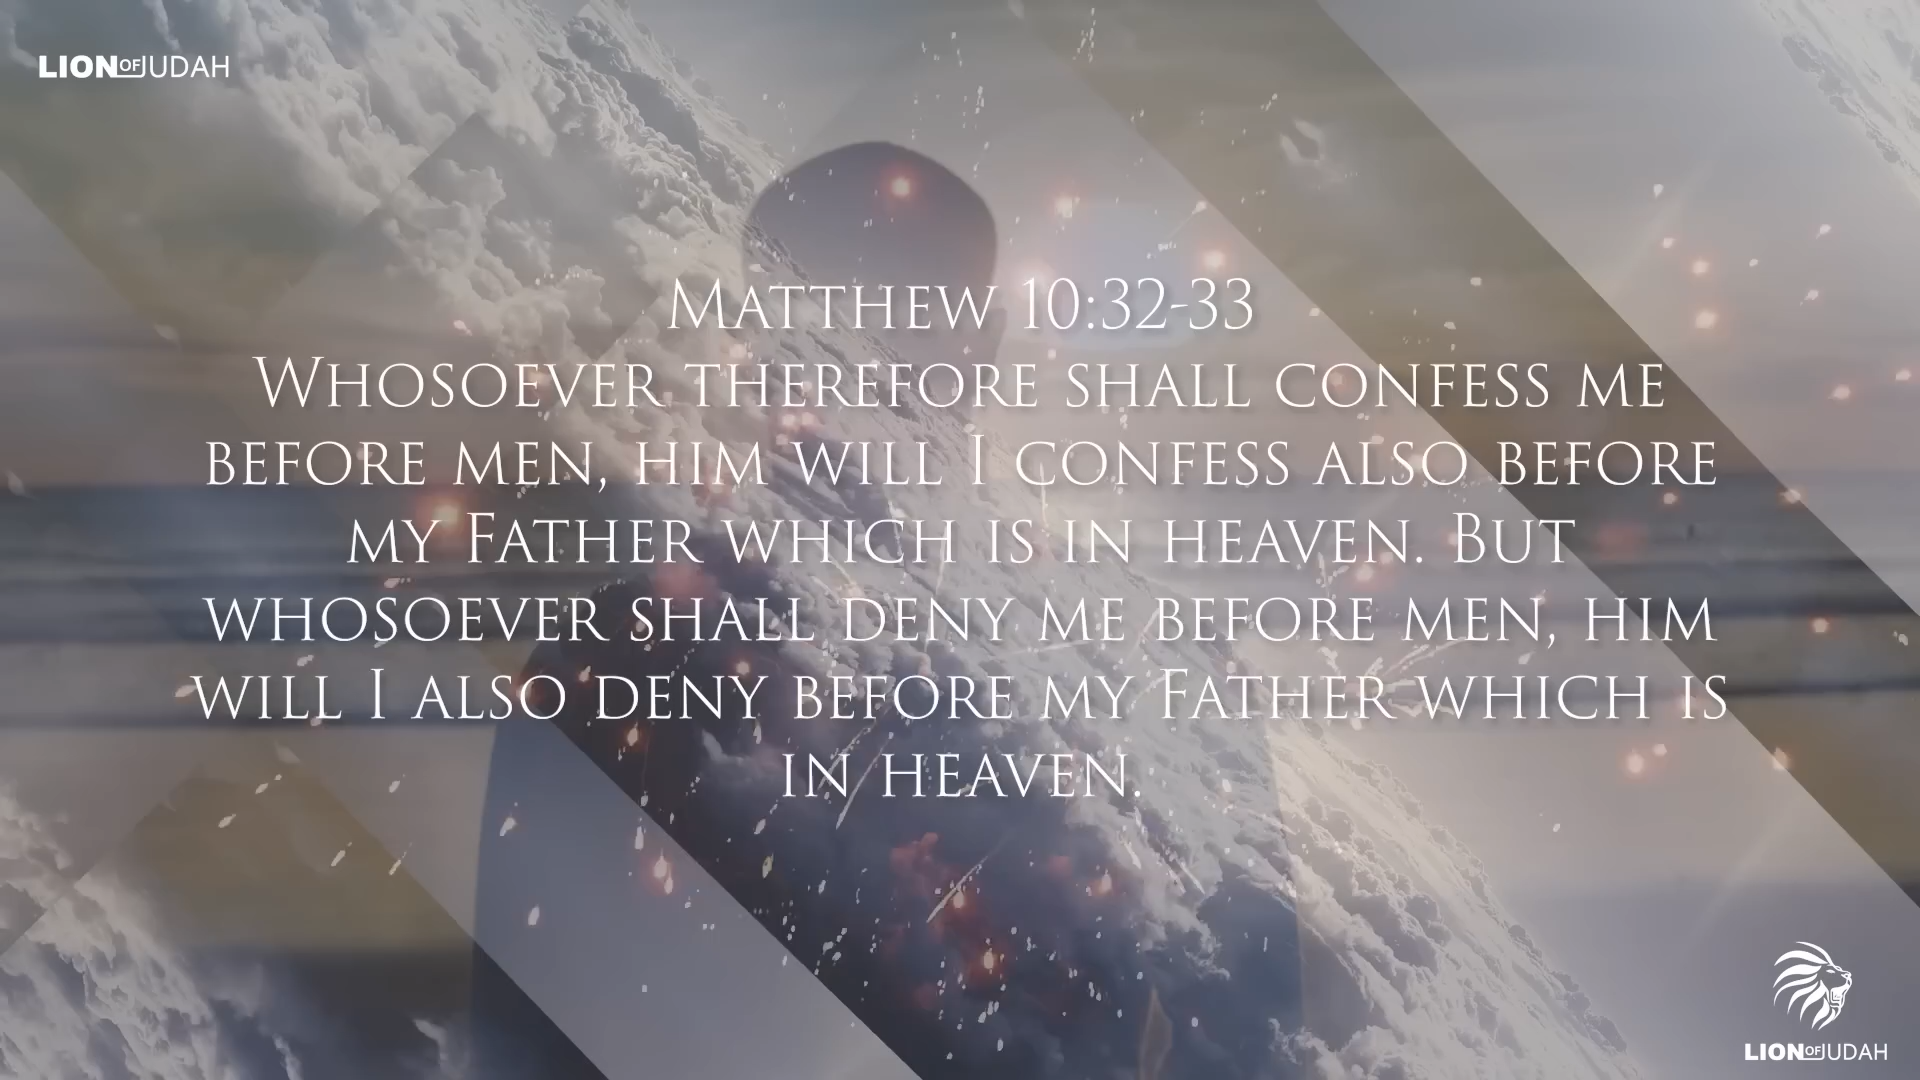 LION OF JUDAH
Matthew 10:32-33
Whosoever therefore shall confess me
before men, him will I confess also before
my Father which is in heaven. But
whosoever shall deny me before men, him
will I also deny before my Father which is
in heaven.
LION OF JUDAH